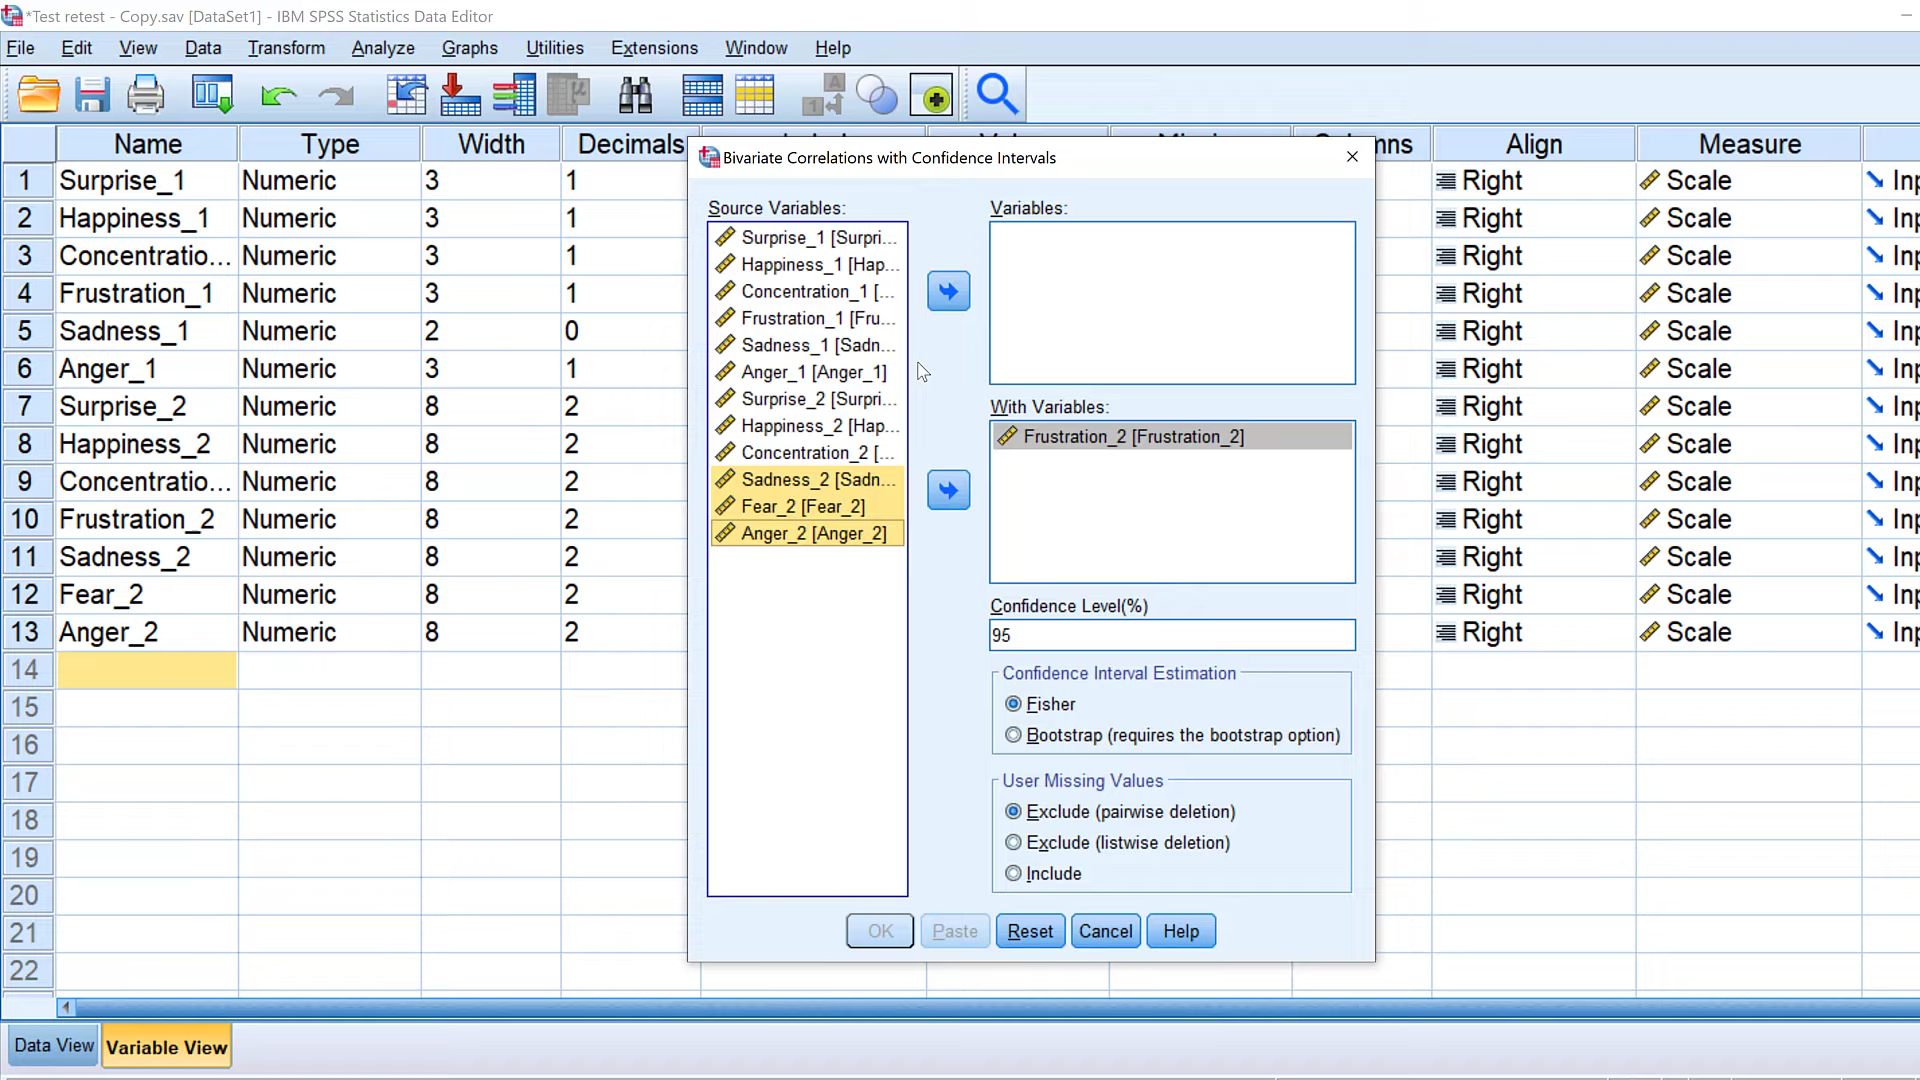 *Test retest - Copy.sav [DataSet1] - IBM SPSS Statistics Data Editor
File Edit View Data Transform Analyze Graphs Utilities Extensions Window Help
Name Type Width Decimals Align Measure
1 Surprise_1 Numeric 3 1 Right Scale
2 Happiness_1 Numeric 3 1 Right Scale
3 Concentratio... Numeric 3 1 Right Scale
4 Frustration_1 Numeric 3 1 Right Scale
5 Sadness_1 Numeric 2 0 Right Scale
6 Anger_1 Numeric 3 1 Right Scale
7 Surprise_2 Numeric 8 2 Right Scale
8 Happiness_2 Numeric 8 2 Right Scale
9 Concentratio... Numeric 8 2 Right Scale
10 Frustration_2 Numeric 8 2 Right Scale
11 Sadness_2 Numeric 8 2 Right Scale
12 Fear_2 Numeric 8 2 Right Scale
13 Anger_2 Numeric 8 2 Right Scale
14
15
16
17
18
19
20
21
22
Bivariate Correlations with Confidence Intervals
Source Variables:
Surprise_1 [Surpri...
Happiness_1 [Hap...
Concentration_1 [...
Frustration_1 [Fru...
Sadness_1 [Sadn...
Anger_1 [Anger_1]
Surprise_2 [Surpri...
Happiness_2 [Hap...
Concentration_2 [...
Sadness_2 [Sadn...
Fear_2 [Fear_2]
Anger_2 [Anger_2]
Variables:
With Variables:
Frustration_2 [Frustration_2]
Confidence Level(%)
95
Confidence Interval Estimation
Fisher
Bootstrap (requires the bootstrap option)
User Missing Values
Exclude (pairwise deletion)
Exclude (listwise deletion)
Include
OK Paste Reset Cancel Help
Data View Variable View